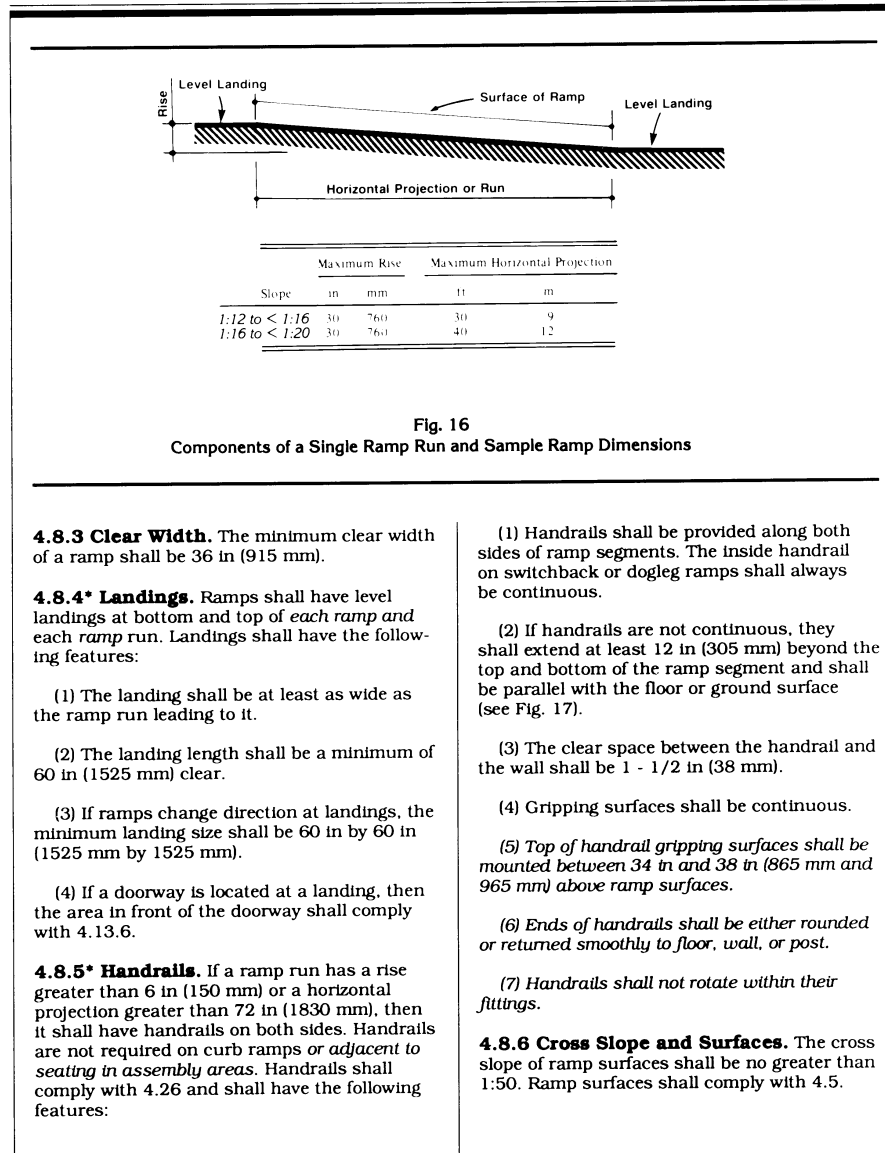 Level Landing
Rise
Surface of Ramp
Level Landing
Horizontal Projection or Run
Maximum Rise Maximum Horizontal Projection
Slope in mm ft m
1:12 to < 1:16 30 760 30 9
1:16 to < 1:20 30 760 40 12
Fig. 16
Components of a Single Ramp Run and Sample Ramp Dimensions
4.8.3 Clear Width. The minimum clear width
of a ramp shall be 36 in (915 mm).
4.8.4* Landings. Ramps shall have level
landings at bottom and top of each ramp and
each ramp run. Landings shall have the follow-
ing features:
(1) The landing shall be at least as wide as
the ramp run leading to it.
(2) The landing length shall be a minimum of
60 in (1525 mm) clear.
(3) If ramps change direction at landings, the
minimum landing size shall be 60 in by 60 in
(1525 mm by 1525 mm).
(4) If a doorway is located at a landing, then
the area in front of the doorway shall comply
with 4.13.6.
4.8.5* Handrails. If a ramp run has a rise
greater than 6 in (150 mm) or a horizontal
projection greater than 72 in (1830 mm), then
it shall have handrails on both sides. Handrails
are not required on curb ramps or adjacent to
seating in assembly areas. Handrails shall
comply with 4.26 and shall have the following
features:
(1) Handrails shall be provided along both
sides of ramp segments. The inside handrail
on switchback or dogleg ramps shall always
be continuous.
(2) If handrails are not continuous, they
shall extend at least 12 in (305 mm) beyond the
top and bottom of the ramp segment and shall
be parallel with the floor or ground surface
(see Fig. 17).
(3) The clear space between the handrail and
the wall shall be 1 - 1/2 in (38 mm).
(4) Gripping surfaces shall be continuous.
(5) Top of handrail gripping surfaces shall be
mounted between 34 in and 38 in (865 mm and
965 mm) above ramp surfaces.
(6) Ends of handrails shall be either rounded
or returned smoothly to floor, wall, or post.
(7) Handrails shall not rotate within their
fittings.
4.8.6 Cross Slope and Surfaces. The cross
slope of ramp surfaces shall be no greater than
1:50. Ramp surfaces shall comply with 4.5.